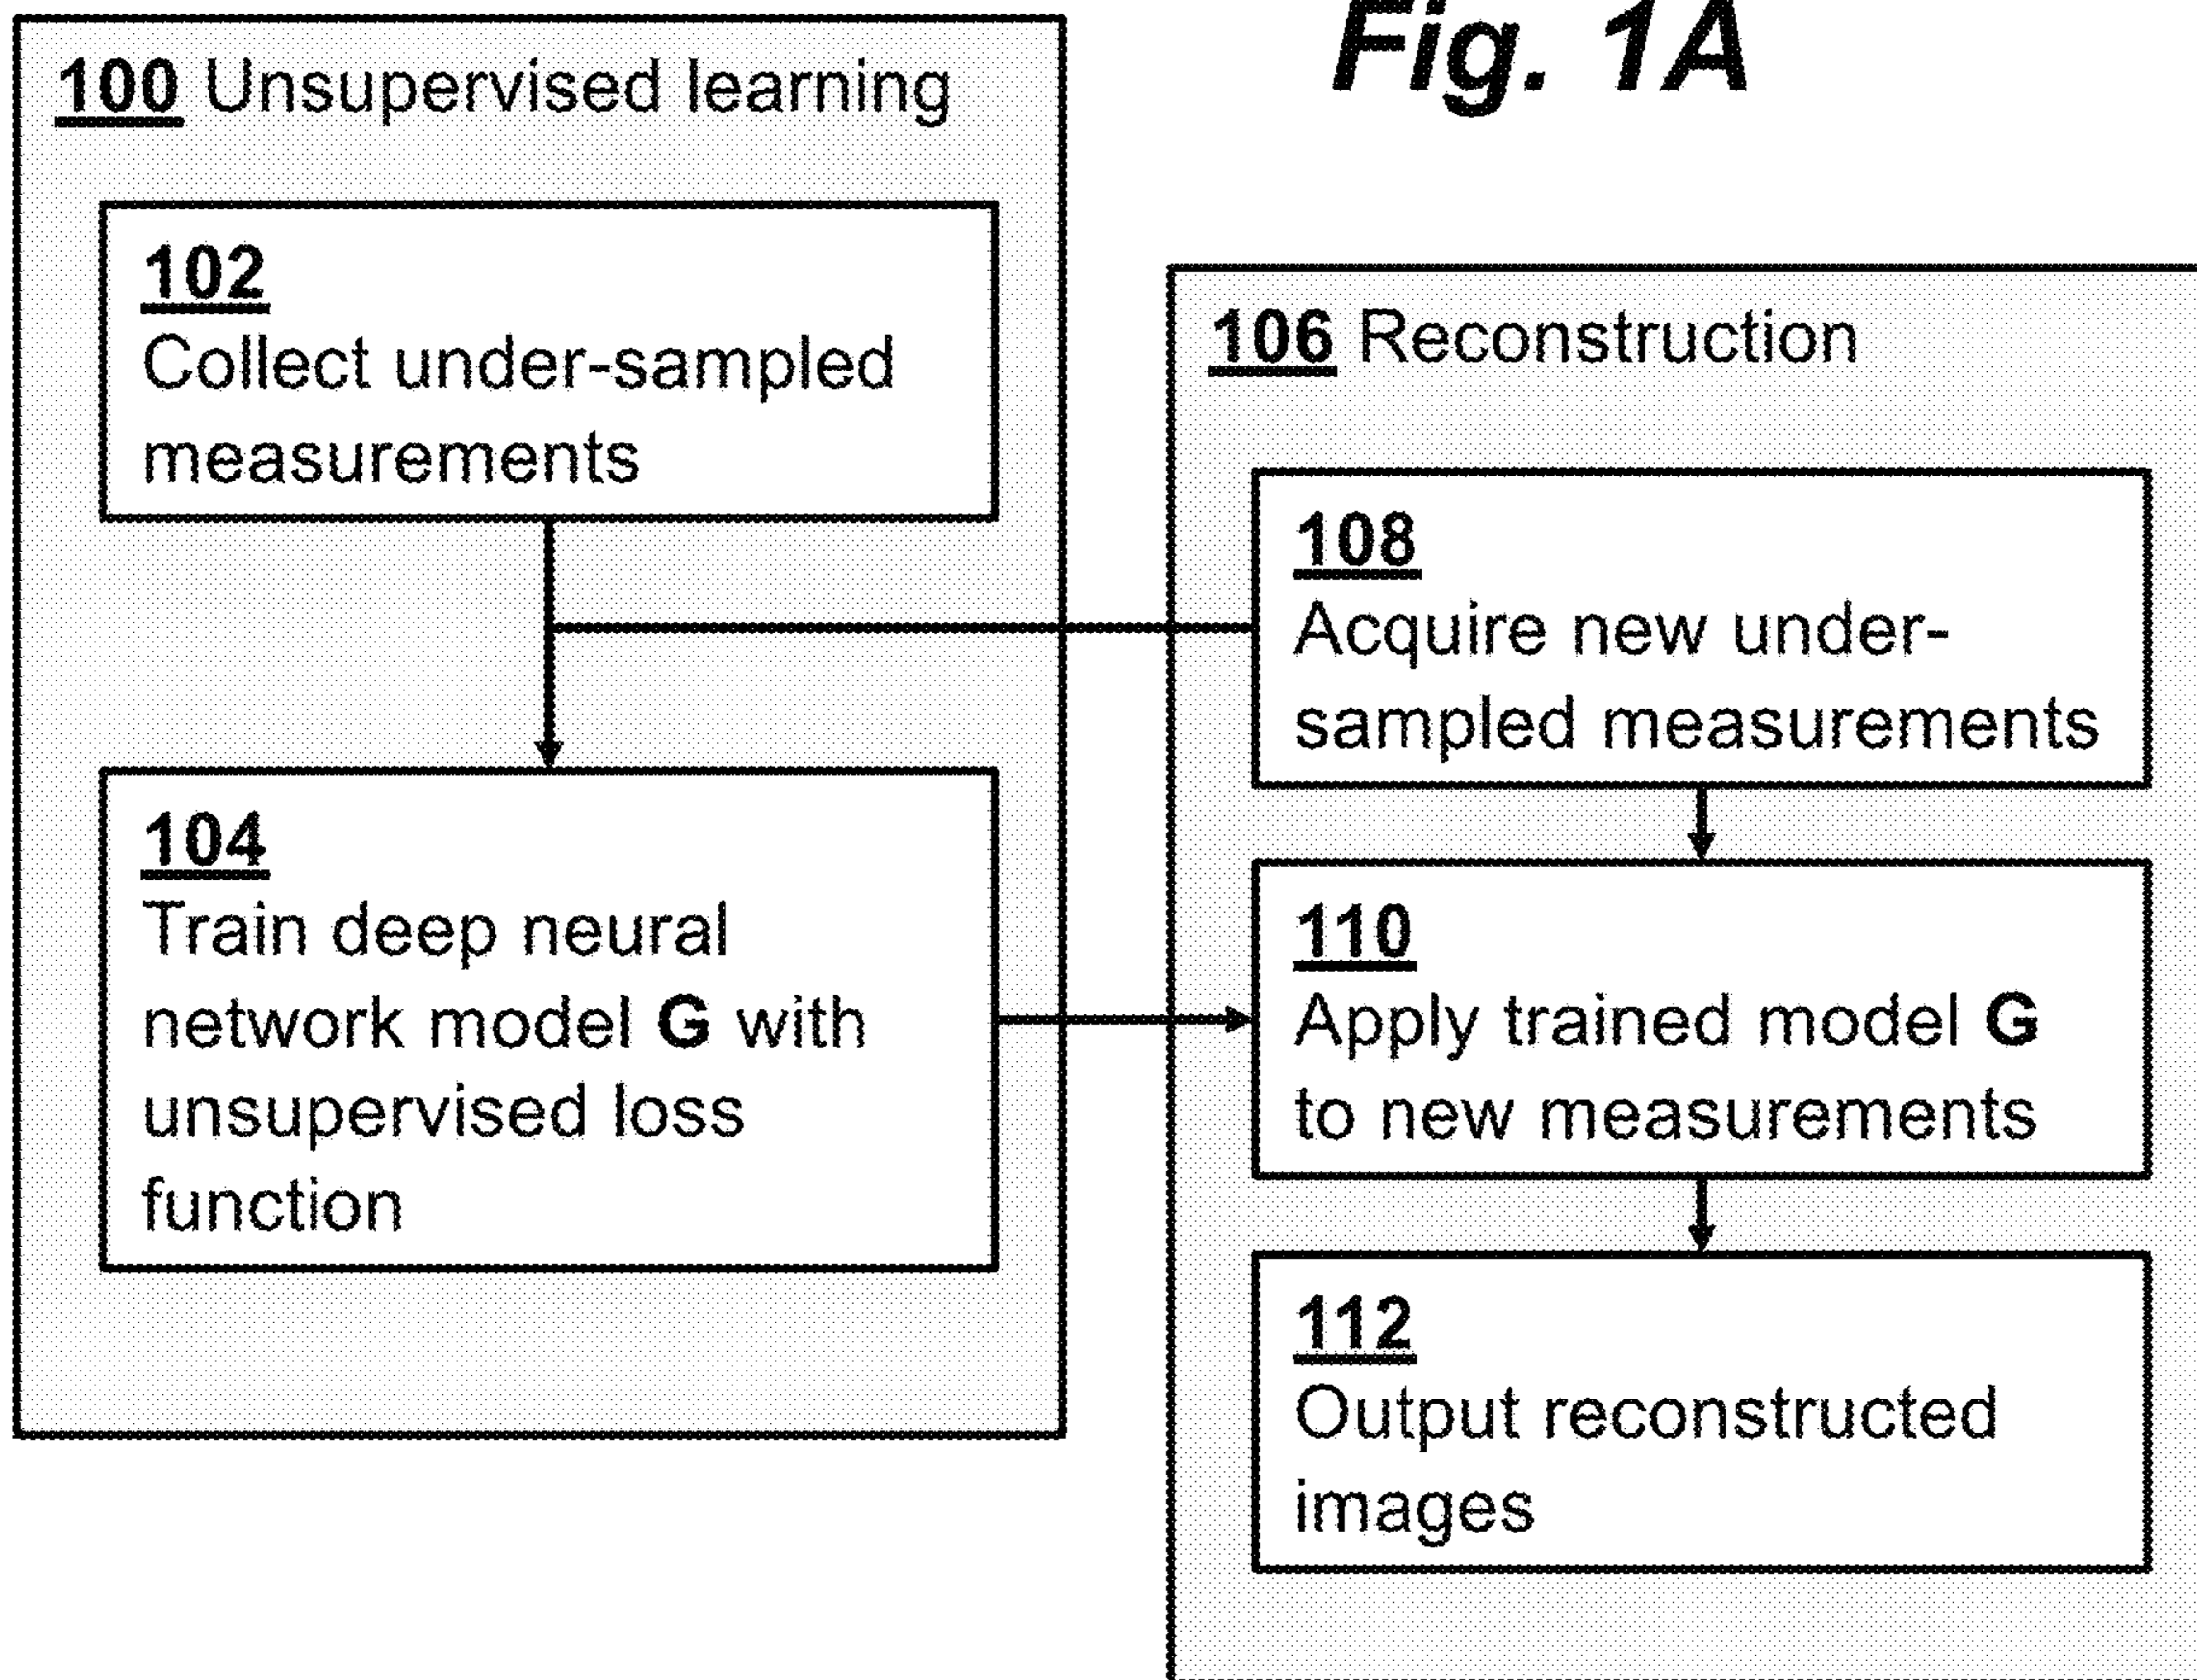 Fig. 1A
100 Unsupervised learning
102
Collect under-sampled
measurements
104
Train deep neural
network model G with
unsupervised loss
function
106 Reconstruction
108
Acquire new under-
sampled measurements
110
Apply trained model G
to new measurements
112
Output reconstructed
images